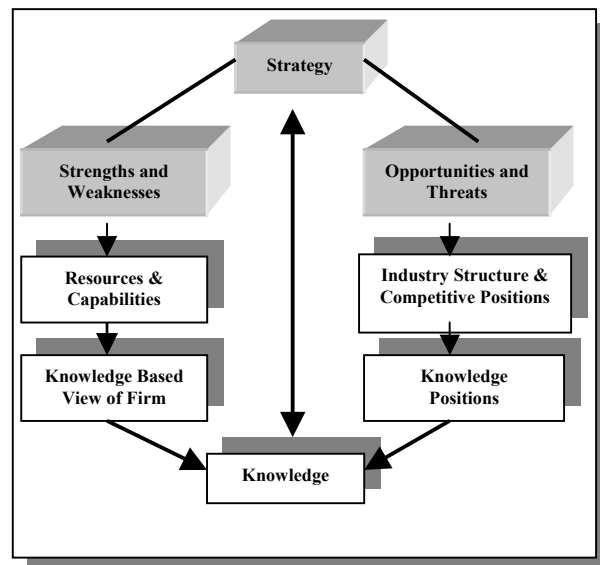 Strategy
Strengths and
Weaknesses
Opportunities and
Threats
Resources &
Capabilities
Industry Structure &
Competitive Positions
Knowledge Based
View of Firm
Knowledge
Positions
Knowledge